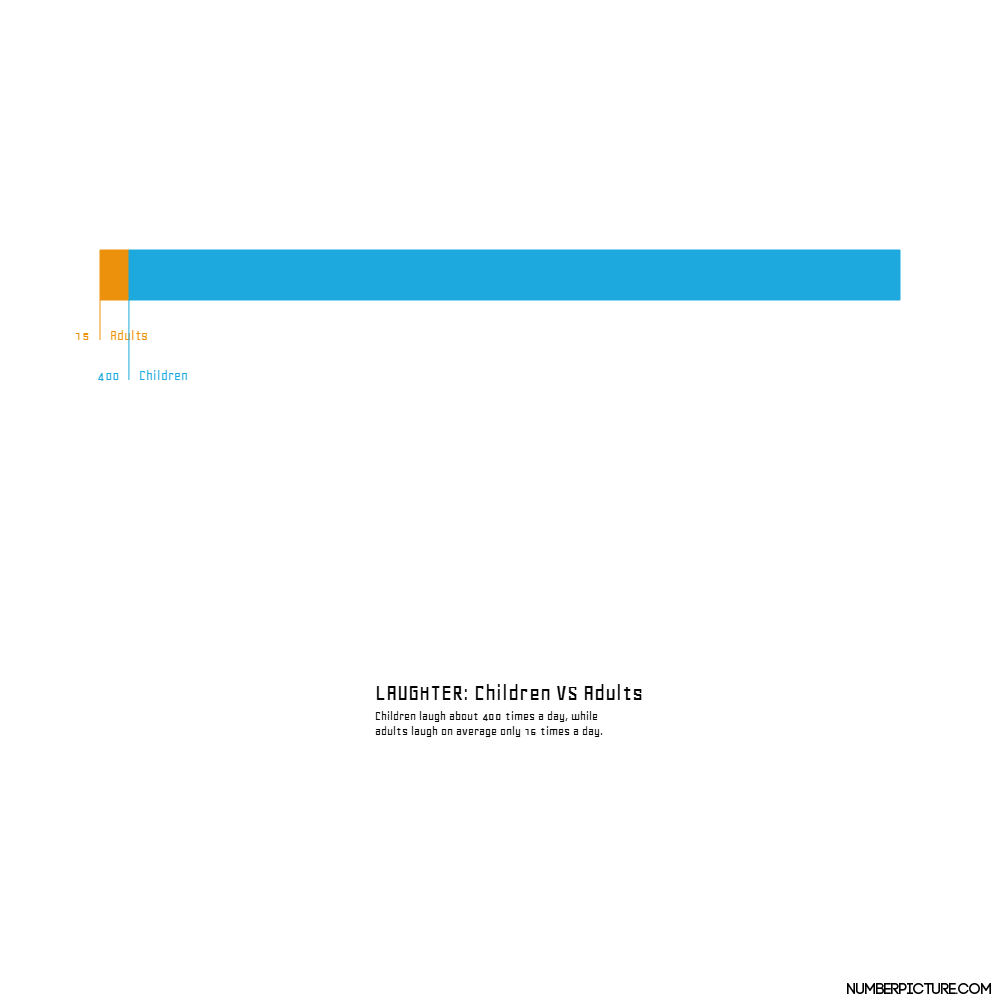 15 Adults
400 Children
LAUGHTER: Children VS Adults
Children laugh about 400 times a day, while
adults laugh on average only 15 times a day.
NUMBERPICTURE.COM